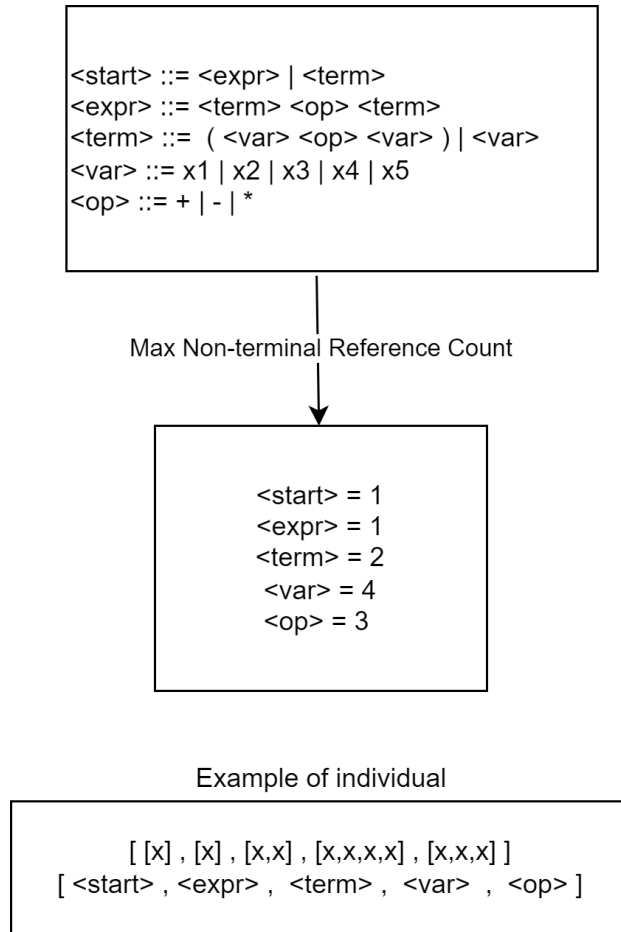 <start> ::= <expr> | <term>
<expr> ::= <term> <op> <term>
<term> ::= ( <var> <op> <var> ) | <var>
<var> ::= x1 | x2 | x3 | x4 | x5
<op> ::= + | - | *
Max Non-terminal Reference Count
<start> = 1
<expr> = 1
<term> = 2
<var> = 4
<op> = 3
Example of individual
[ [x] , [x] , [x,x] , [x,x,x,x] , [x,x,x] ]
[ <start> , <expr> , <term> , <var> , <op> ]